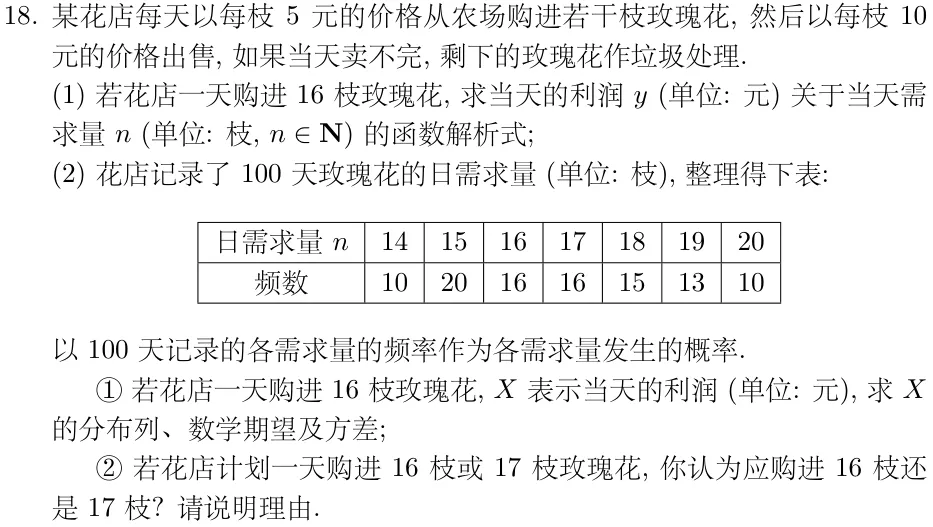 18. 某花店每天以每枝 5 元的价格从农场购进若干枝玫瑰花, 然后以每枝 10
元的价格出售, 如果当天卖不完, 剩下的玫瑰花作垃圾处理.
(1) 若花店一天购进 16 枝玫瑰花, 求当天的利润 y (单位: 元) 关于当天需
求量 n (单位: 枝, n ∈ N) 的函数解析式;
(2) 花店记录了 100 天玫瑰花的日需求量 (单位: 枝), 整理得下表:
日需求量 n 14 15 16 17 18 19 20
频数 10 20 16 16 15 13 10
以 100 天记录的各需求量的频率作为各需求量发生的概率.
① 若花店一天购进 16 枝玫瑰花, X 表示当天的利润 (单位: 元), 求 X
的分布列、数学期望及方差;
② 若花店计划一天购进 16 枝或 17 枝玫瑰花, 你认为应购进 16 枝还
是 17 枝? 请说明理由.